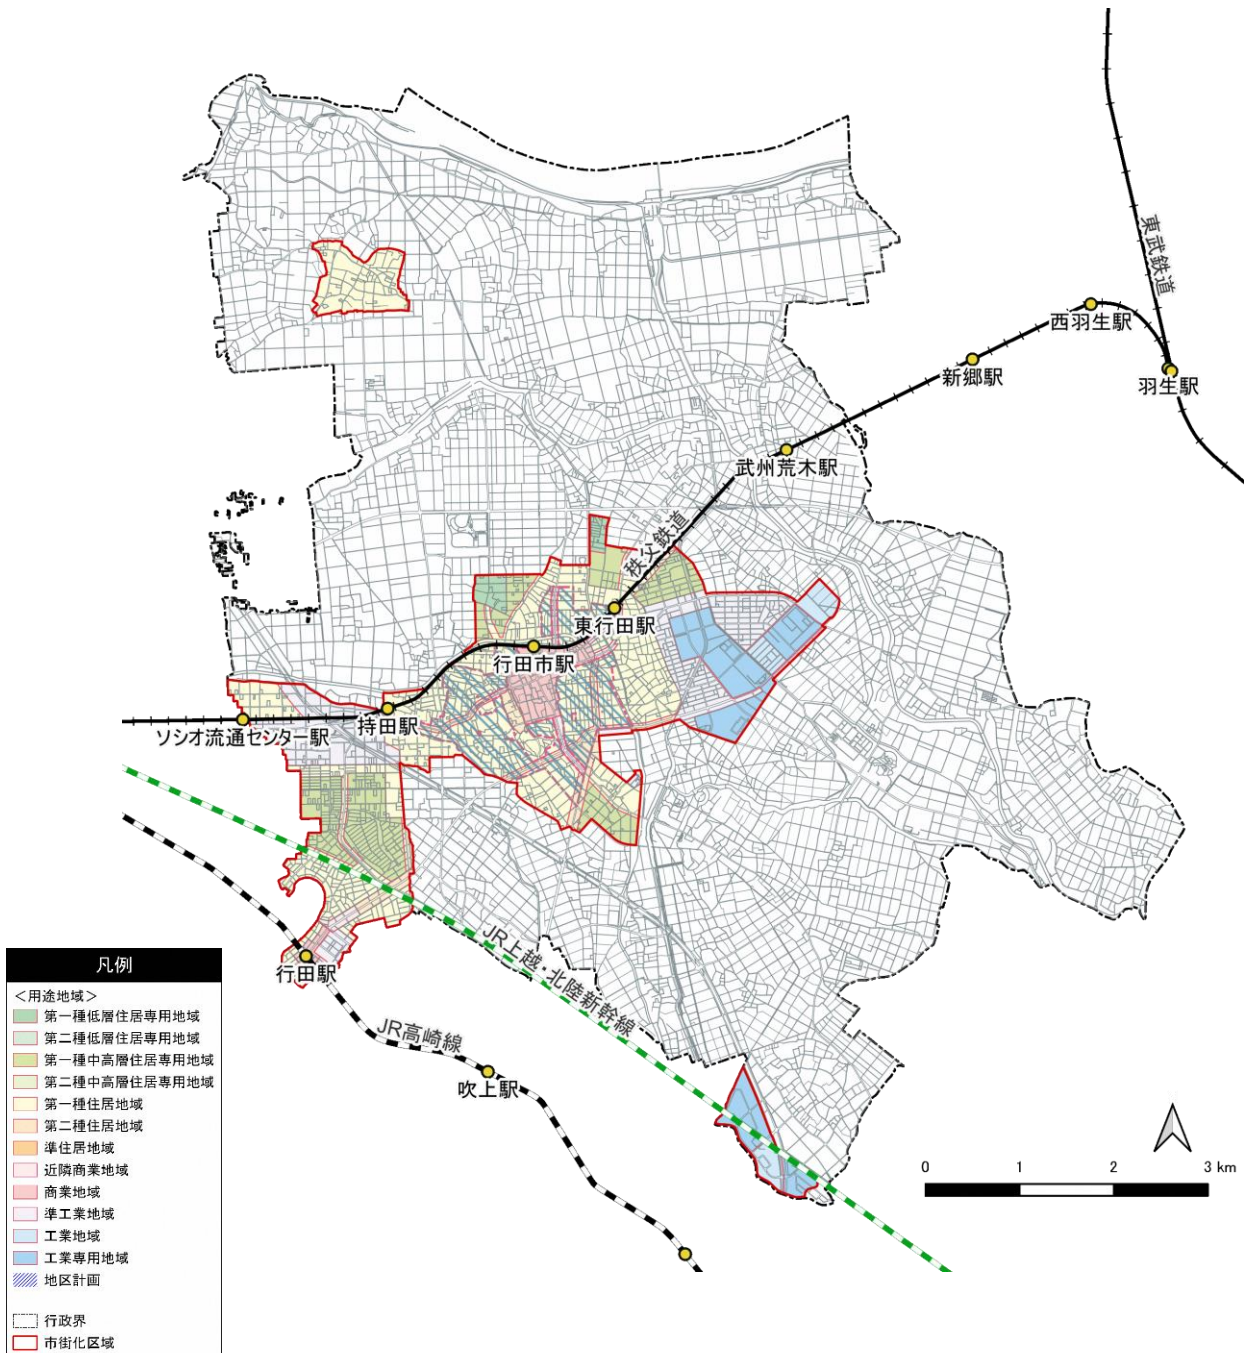 東武鉄道
西羽生駅
新郷駅
羽生駅
武州荒木駅
秩父鉄道
東行田駅
行田市駅
持田駅
ソシオ流通センター駅
行田駅
JR上越・北陸新幹線
JR高崎線
吹上駅
0 1 2 3 km
凡例
<用途地域>
第一種低層住居専用地域
第二種低層住居専用地域
第一種中高層住居専用地域
第二種中高層住居専用地域
第一種住居地域
第二種住居地域
準住居地域
近隣商業地域
商業地域
準工業地域
工業地域
工業専用地域
地区計画
行政界
市街化区域